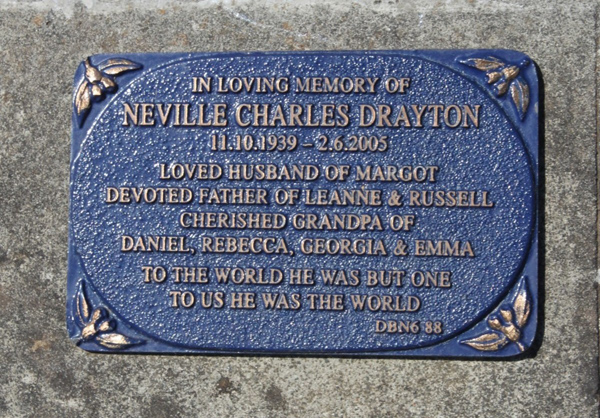 IN LOVING MEMORY OF
NEVILLE CHARLES DRAYTON
11.10.1939 – 2.6.2005
LOVED HUSBAND OF MARGOT
DEVOTED FATHER OF LEANNE & RUSSELL
CHERISHED GRANDPA OF
DANIEL, REBECCA, GEORGIA & EMMA
TO THE WORLD HE WAS BUT ONE
TO US HE WAS THE WORLD
DBN6 88